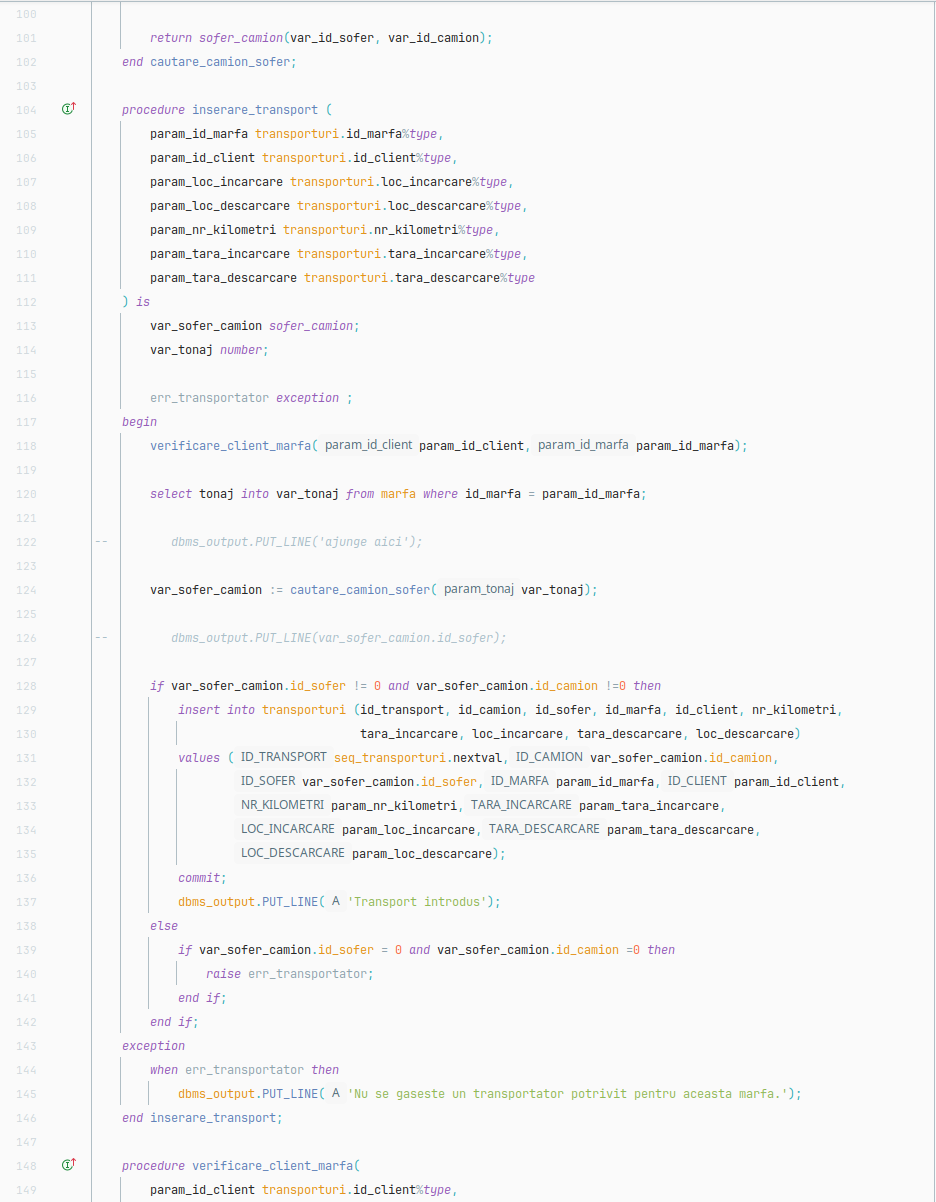 100
101 return sofer_camion(var_id_sofer, var_id_camion);
102 end cautare_camion_sofer;
103
104 procedure inserare_transport (
105 param_id_marfa transporturi.id_marfa%type,
106 param_id_client transporturi.id_client%type,
107 param_loc_incarcare transporturi.loc_incarcare%type,
108 param_loc_descarcare transporturi.loc_descarcare%type,
109 param_nr_kilometri transporturi.nr_kilometri%type,
110 param_tara_incarcare transporturi.tara_incarcare%type,
111 param_tara_descarcare transporturi.tara_descarcare%type
112 ) is
113 var_sofer_camion sofer_camion;
114 var_tonaj number;
115
116 err_transportator exception ;
117 begin
118 verificare_client_marfa( param_id_client param_id_client, param_id_marfa param_id_marfa);
119
120 select tonaj into var_tonaj from marfa where id_marfa = param_id_marfa;
121
122 -- dbms_output.PUT_LINE('ajunge aici');
123
124 var_sofer_camion := cautare_camion_sofer( param_tonaj var_tonaj);
125
126 -- dbms_output.PUT_LINE(var_sofer_camion.id_sofer);
127
128 if var_sofer_camion.id_sofer != 0 and var_sofer_camion.id_camion !=0 then
129 insert into transporturi (id_transport, id_camion, id_sofer, id_marfa, id_client, nr_kilometri,
130 tara_incarcare, loc_incarcare, tara_descarcare, loc_descarcare)
131 values ( ID_TRANSPORT seq_transporturi.nextval, ID_CAMION var_sofer_camion.id_camion,
132 ID_SOFER var_sofer_camion.id_sofer, ID_MARFA param_id_marfa, ID_CLIENT param_id_client,
133 NR_KILOMETRI param_nr_kilometri, TARA_INCARCARE param_tara_incarcare,
134 LOC_INCARCARE param_loc_incarcare, TARA_DESCARCARE param_tara_descarcare,
135 LOC_DESCARCARE param_loc_descarcare);
136 commit;
137 dbms_output.PUT_LINE( A 'Transport introdus');
138 else
139 if var_sofer_camion.id_sofer = 0 and var_sofer_camion.id_camion =0 then
140 raise err_transportator;
141 end if;
142 end if;
143 exception
144 when err_transportator then
145 dbms_output.PUT_LINE( A 'Nu se gaseste un transportator potrivit pentru aceasta marfa.');
146 end inserare_transport;
147
148 procedure verificare_client_marfa(
149 param_id_client transporturi.id_client%type,